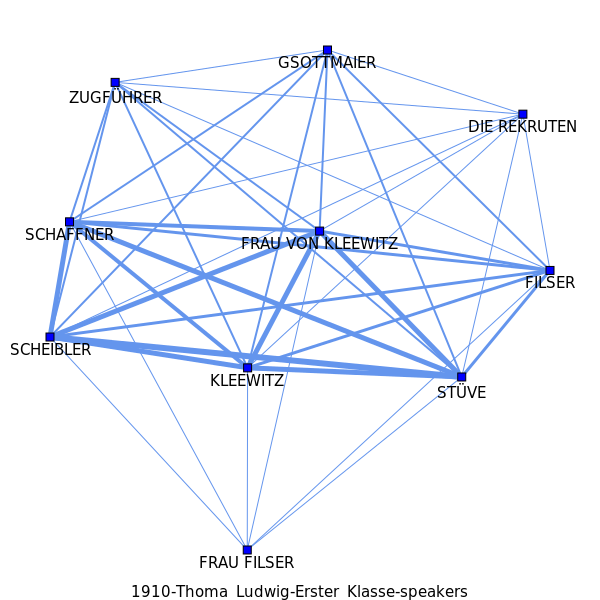 GSOTTMAIER
ZUGFÜHRER
DIE REKRUTEN
SCHAFFNER
FRAU VON KLEEWITZ
FILSER
SCHEIBLER
KLEEWITZ
STÜVE
FRAU FILSER
1910-Thoma_Ludwig-Erster_Klasse-speakers